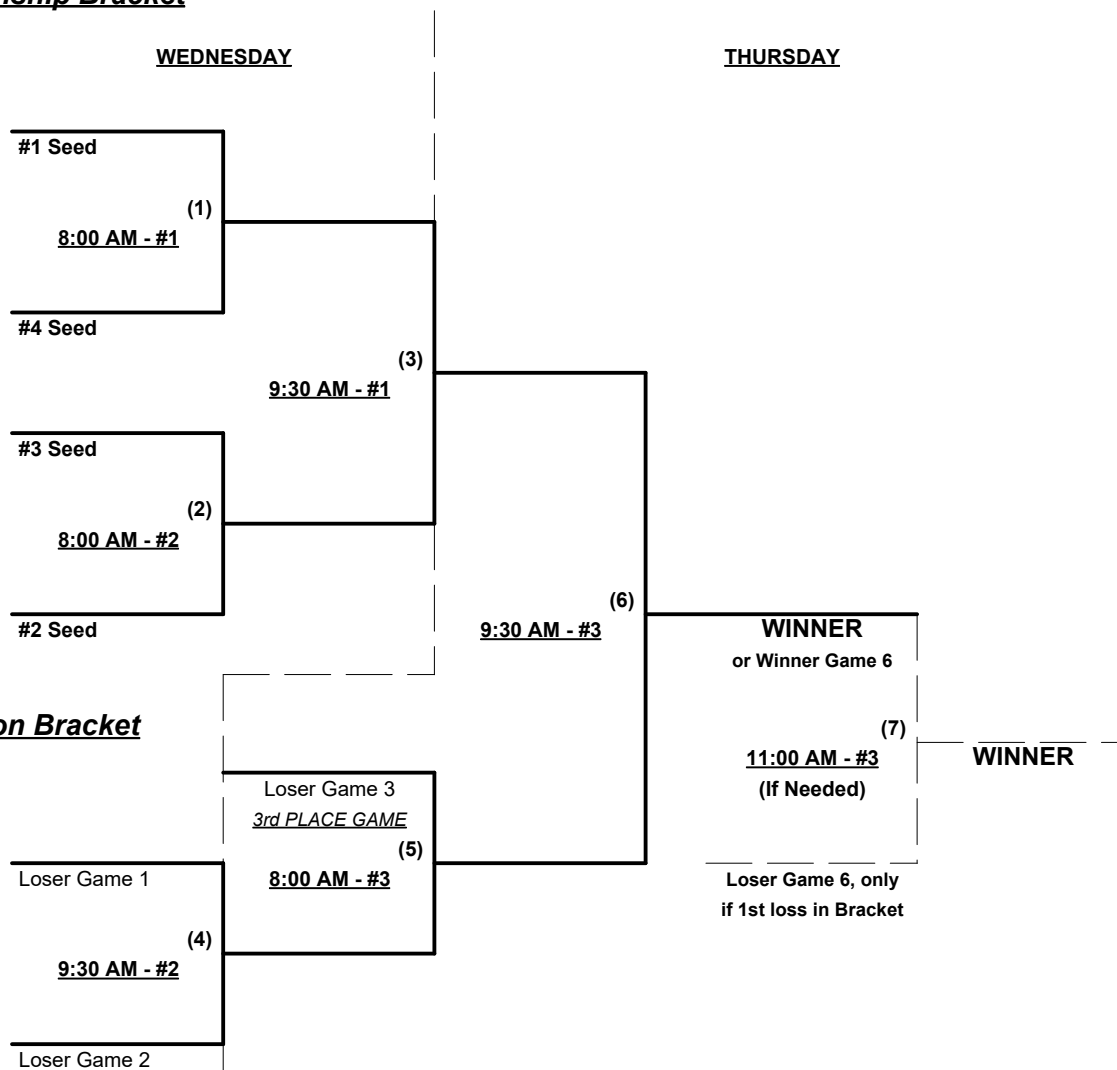 Bracket
WEDNESDAY
THURSDAY
#1 Seed
(1)
8:00 AM - #1
#4 Seed
(3)
9:30 AM - #1
#3 Seed
(2)
8:00 AM - #2
#2 Seed
(6)
9:30 AM - #3
WINNER
or Winner Game 6
Bracket
(7)
11:00 AM - #3
(If Needed)
WINNER
Loser Game 3
3rd PLACE GAME
(5)
8:00 AM - #3
Loser Game 1
Loser Game 6, only
if 1st loss in Bracket
(4)
9:30 AM - #2
Loser Game 2